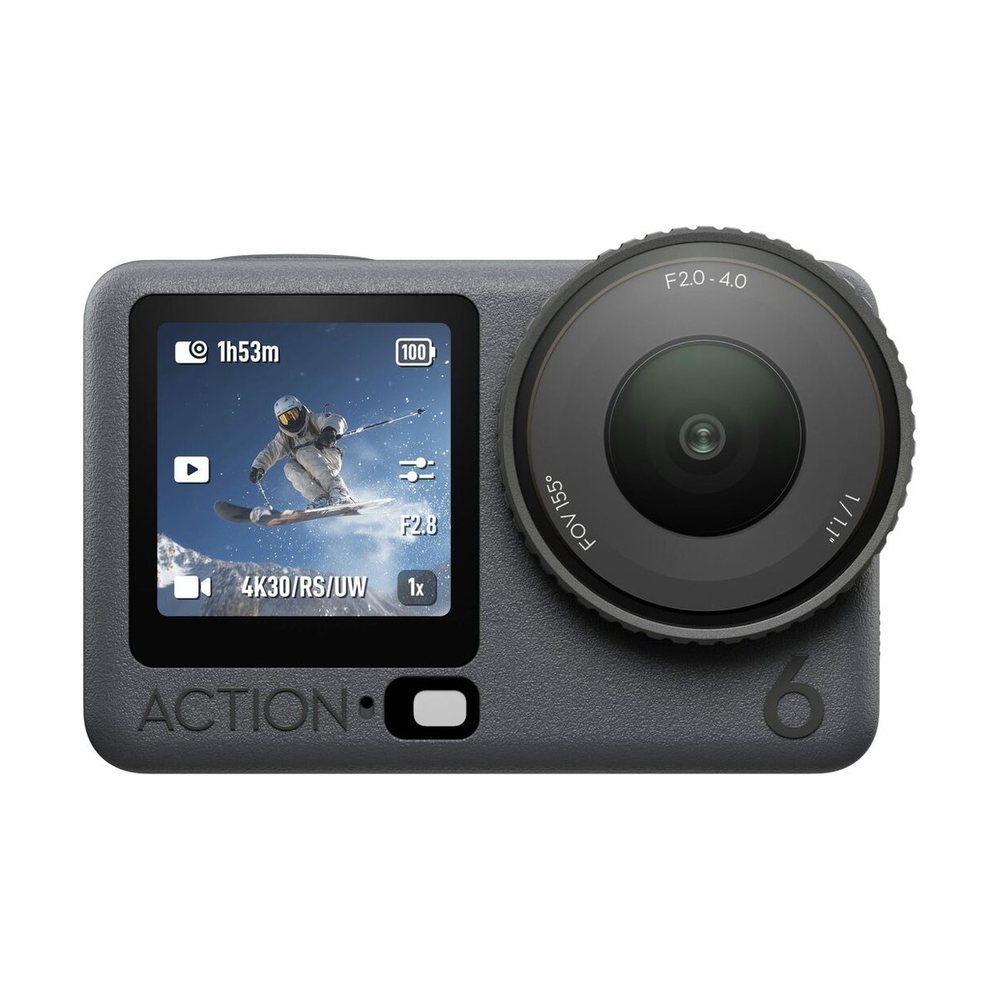 1h53m
100
F2.8
4K30/RS/UW
1x
F2.0 - 4.0
FOV 155°
1/1.1"
ACTION
6